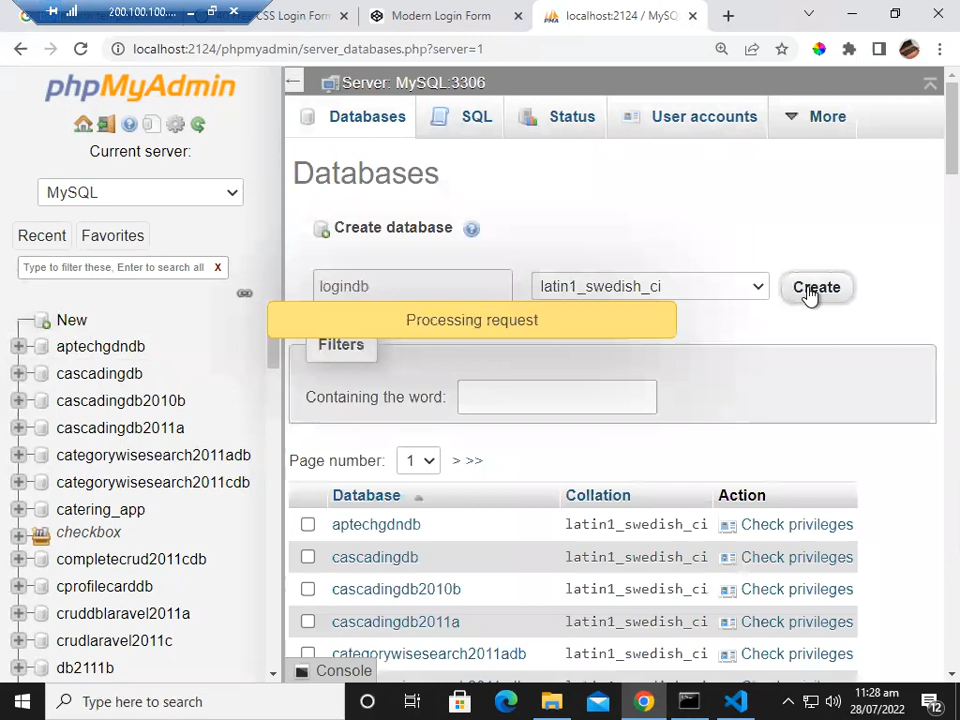 200.100.100....
CSS Login Form
Modern Login Form
localhost:2124 / MySQL
localhost:2124/phpmyadmin/server_databases.php?server=1
phpMyAdmin
Current server:
MySQL
Recent
Favorites
Type to filter these, Enter to search all
X
New
aptechgdndb
cascadingdb
cascadingdb2010b
cascadingdb2011a
categorywisesearch2011adb
categorywisesearch2011cdb
catering_app
checkbox
completecrud2011cdb
cprofilecarddb
cruddblaravel2011a
crudlaravel2011c
db2111b
Server: MySQL:3306
Databases
SQL
Status
User accounts
More
Databases
Create database
logindb
latin1_swedish_ci
Create
Processing request
Filters
Containing the word:
Page number:
1
> >>
Database
Collation
Action
aptechgdndb latin1_swedish_ci Check privileges
cascadingdb latin1_swedish_ci Check privileges
cascadingdb2010b latin1_swedish_ci Check privileges
cascadingdb2011a latin1_swedish_ci Check privileges
categorywisesearch2011adb latin1_swedish_ci Check privileges
Console
Type here to search
11:28 am
28/07/2022
12